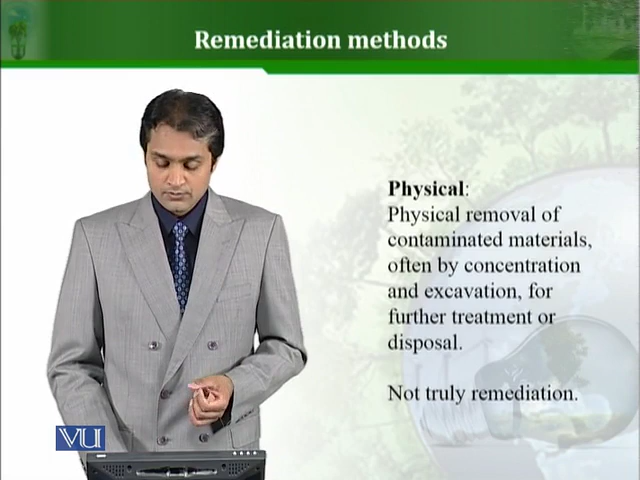 Remediation methods
Physical:
Physical removal of
contaminated materials,
often by concentration
and excavation, for
further treatment or
disposal.
Not truly remediation.
VU